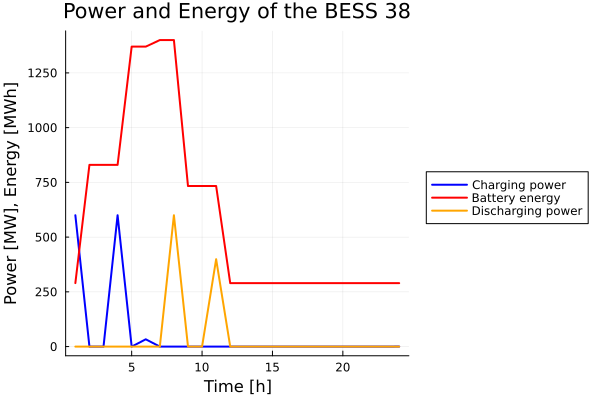 Power and Energy of the BESS 38
Power [MW], Energy [MWh]
1250
1000
750
500
250
0
5
10
15
20
Time [h]
Charging power
Battery energy
Discharging power